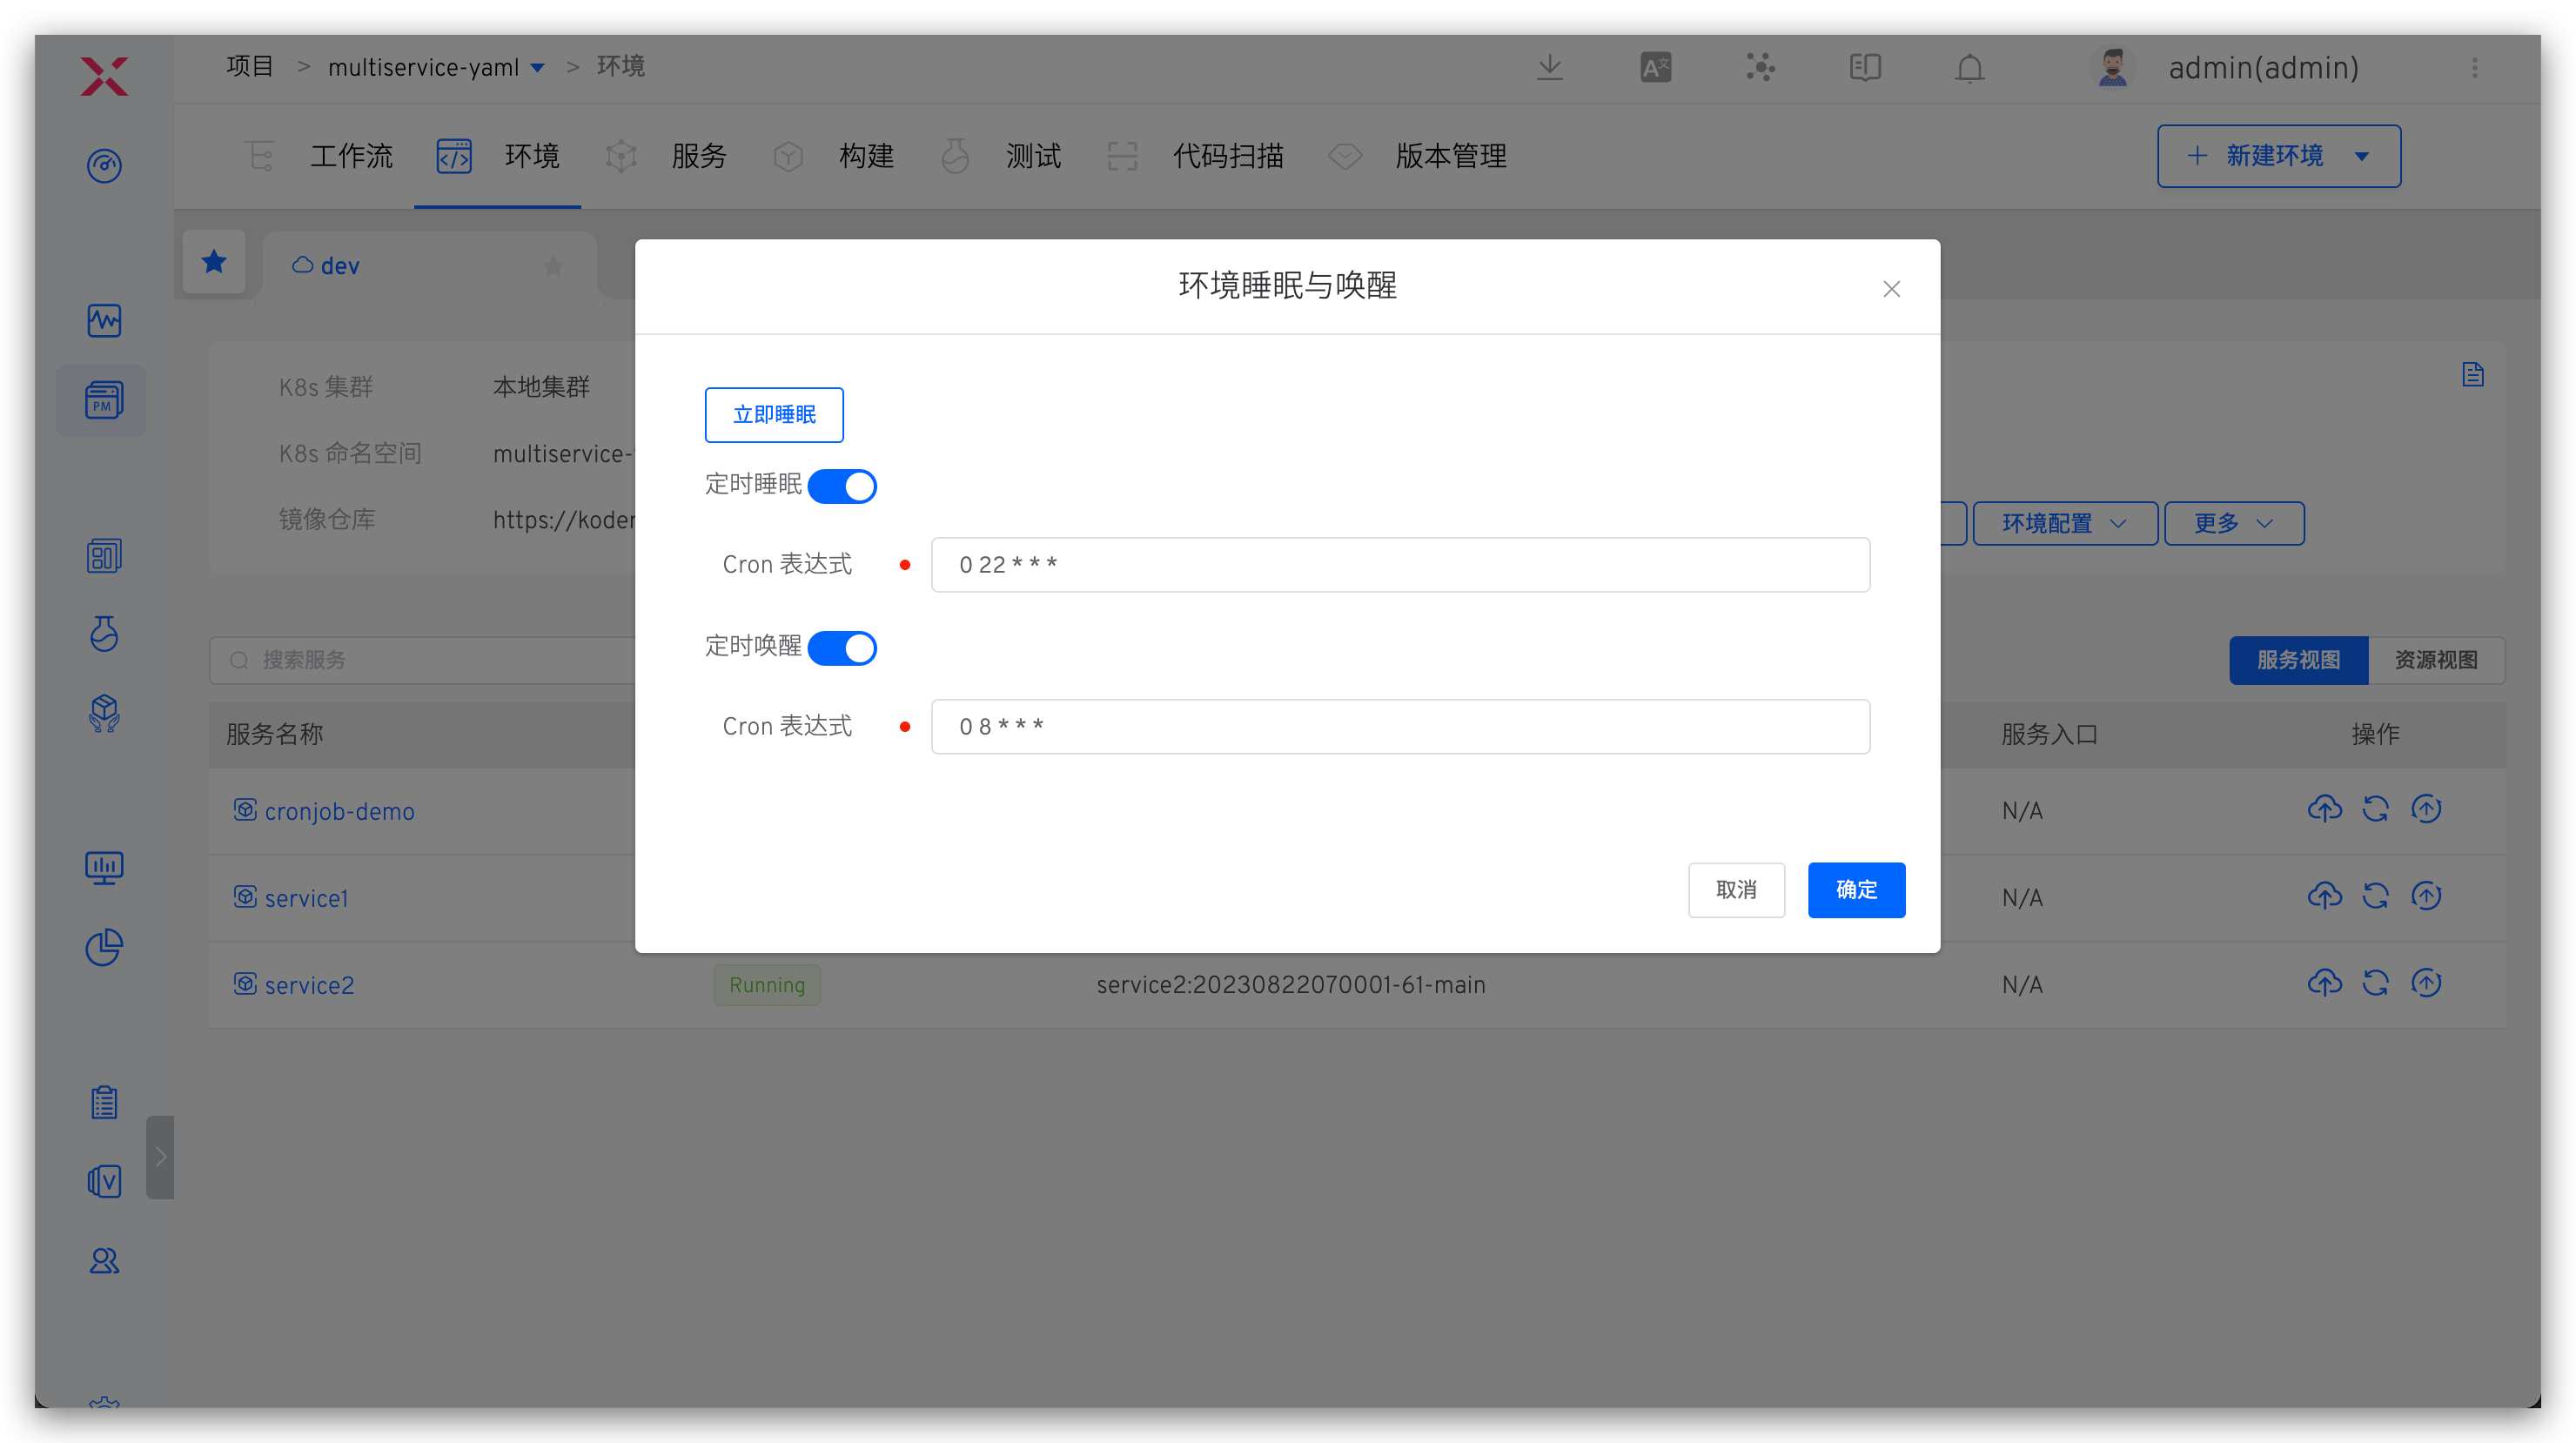 项目 > multiservice-yaml > 环境
admin(admin)
工作流 环境 服务 构建 测试 代码扫描 版本管理
+ 新建环境
dev
环境睡眠与唤醒
PM
K8s 集群 本地集群
立即睡眠
K8s 命名空间 multiservice-
定时睡眠
镜像仓库 https://koder
环境配置 更多
Cron 表达式 0 22 * * *
定时唤醒
搜索服务
服务视图 资源视图
Cron 表达式 0 8 * * *
服务名称 服务入口 操作
cronjob-demo N/A
取消 确定
service1 N/A
service2 Running service2:20230822070001-61-main N/A